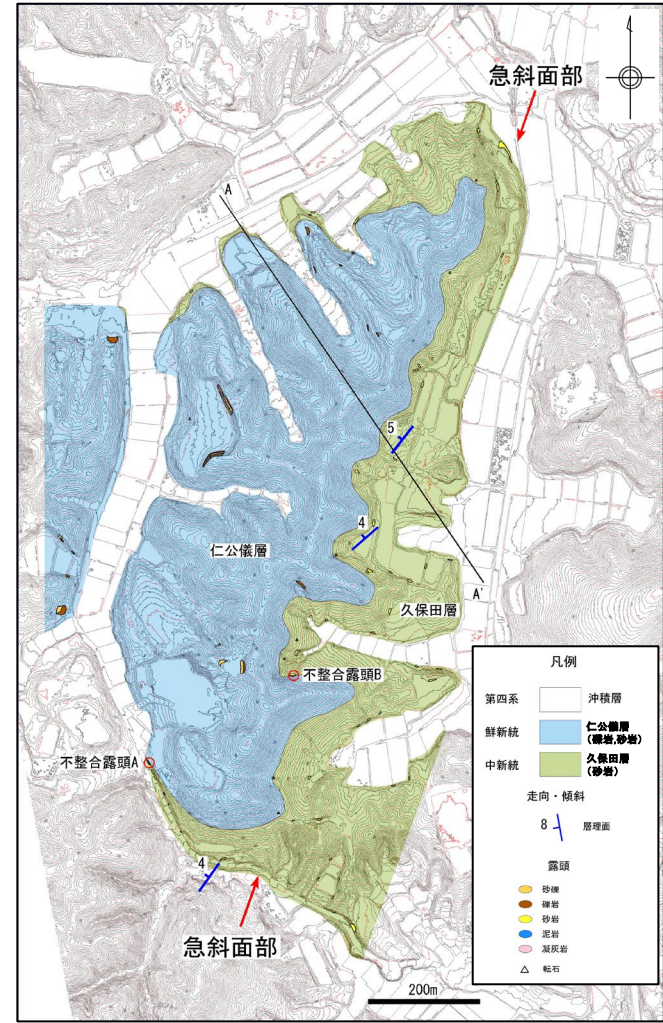 急斜面部
A
5
4
仁公儀層
A'
久保田層
不整合露頭B
不整合露頭A
4
急斜面部
200m
凡例
第四系 沖積層
鮮新統 仁公儀層
(礫岩,砂岩)
中新統 久保田層
(砂岩)
走向・傾斜
8 層理面
露頭
砂礫
礫岩
砂岩
泥岩
凝灰岩
転石